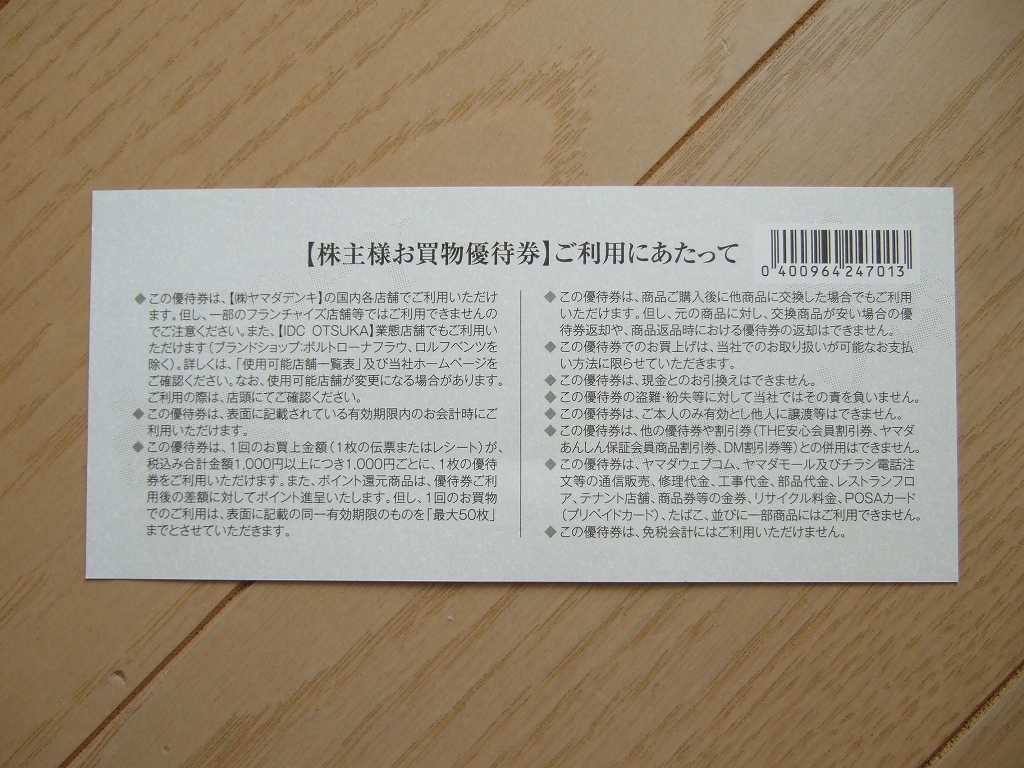 【株主様お買物優待券】ご利用にあたって
0 400964 247013
◆この優待券は、【㈱ヤマダデンキ】の国内各店舗でご利用いただけ
ます。但し、一部のフランチャイズ店舗等ではご利用できませんの
でご注意ください。また、【IDC OTSUKA】業態店舗でもご利用い
ただけます（ブランドショップ：ポルトローナフラウ、ロルフベンツを
除く）。詳しくは、「使用可能店舗一覧表」及び当社ホームページを
ご確認ください。なお、使用可能店舗が変更になる場合があります。
ご利用の際は、店頭にてご確認ください。
◆この優待券は、表面に記載されている有効期限内のお会計時にご
利用いただけます。
◆この優待券は、1回のお買上金額（1枚の伝票またはレシート）が、
税込み合計金額1,000円以上につき1,000円ごとに、1枚の優待
券をご利用いただけます。また、ポイント還元商品は、優待券ご利
用後の差額に対してポイント進呈いたします。但し、1回のお買物
でのご利用は、表面に記載の同一有効期限のものを「最大50枚」
までとさせていただきます。
◆この優待券は、商品ご購入後に他商品に交換した場合でもご利用
いただけます。但し、元の商品に対し、交換商品が安い場合の優
待券返却や、商品返品時における優待券の返却はできません。
◆この優待券でのお買上げは、当社でのお取り扱いが可能なお支払
い方法に限らせていただきます。
◆この優待券は、現金とのお引換えはできません。
◆この優待券の盗難・紛失等に対して当社ではその責を負いません。
◆この優待券は、ご本人のみ有効とし他人に譲渡等はできません。
◆この優待券は、他の優待券や割引券（THE安心会員割引券、ヤマダ
あんしん保証会員商品割引券、DM割引券等）との併用はできません。
◆この優待券は、ヤマダウェブコム、ヤマダモール及びチラシ電話注
文等の通信販売、修理代金、工事代金、部品代金、レストランフロ
ア、テナント店舗、商品券等の金券、リサイクル料金、POSAカード
（プリペイドカード）、たばこ、並びに一部商品にはご利用できません。
◆この優待券は、免税会計にはご利用いただけません。